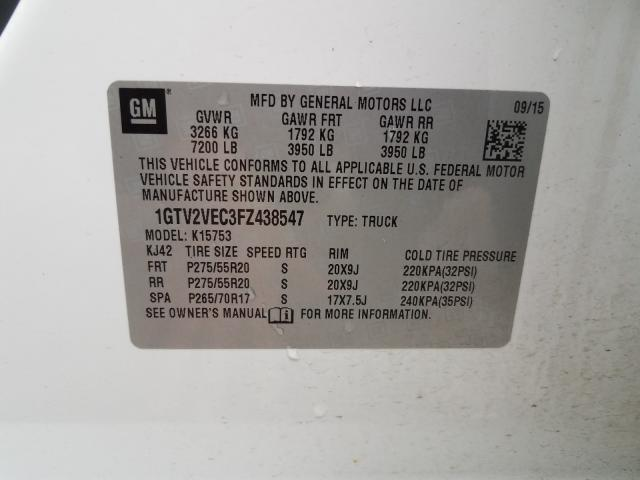 GM
MFD BY GENERAL MOTORS LLC 09/15
GVWR GAWR FRT GAWR RR
3266 KG 1792 KG 1792 KG
7200 LB 3950 LB 3950 LB
THIS VEHICLE CONFORMS TO ALL APPLICABLE U.S. FEDERAL MOTOR
VEHICLE SAFETY STANDARDS IN EFFECT ON THE DATE OF
MANUFACTURE SHOWN ABOVE.
1GTV2VEC3FZ438547 TYPE: TRUCK
MODEL: K15753
KJ42 TIRE SIZE SPEED RTG RIM COLD TIRE PRESSURE
FRT P275/55R20 S 20X9J 220KPA(32PSI)
RR P275/55R20 S 20X9J 220KPA(32PSI)
SPA P265/70R17 S 17X7.5J 240KPA(35PSI)
SEE OWNER'S MANUAL FOR MORE INFORMATION.